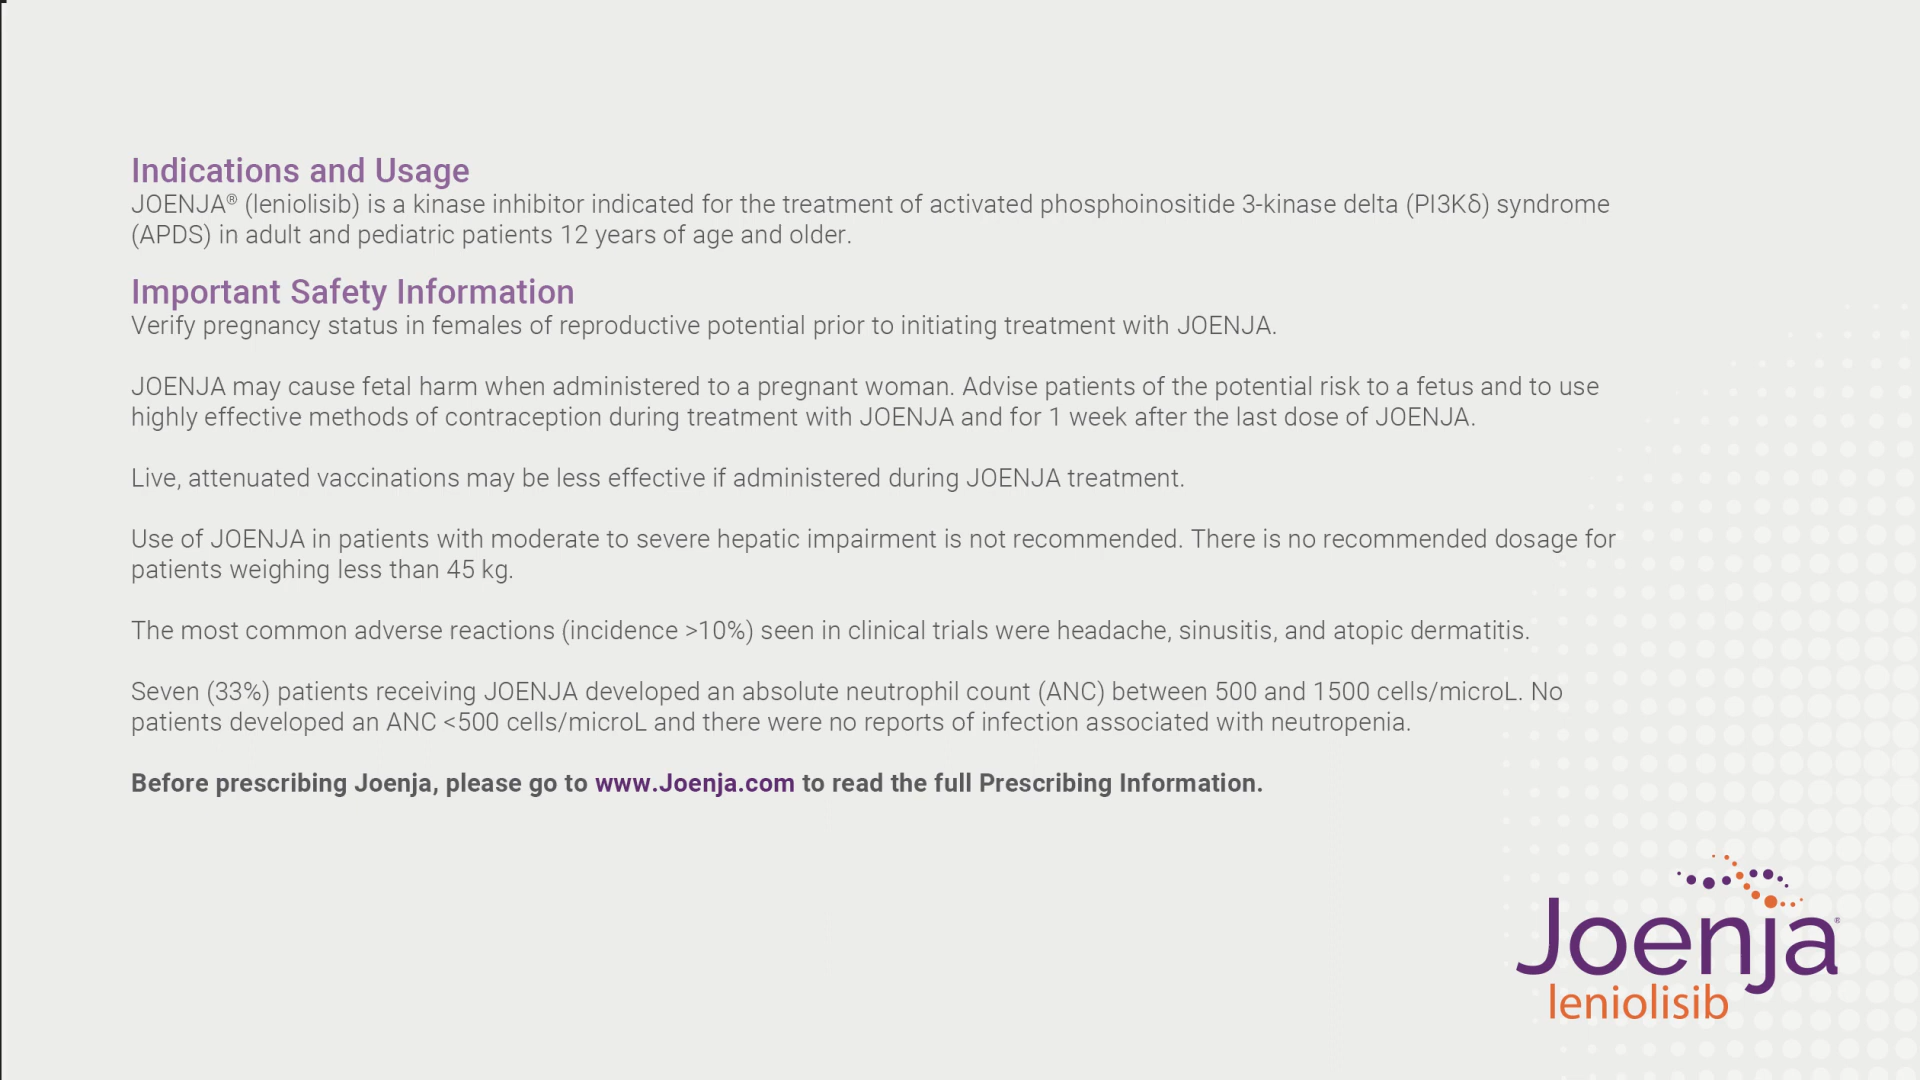 Indications and Usage
JOENJA® (leniolisib) is a kinase inhibitor indicated for the treatment of activated phosphoinositide 3-kinase delta (PI3Kδ) syndrome
(APDS) in adult and pediatric patients 12 years of age and older.
Important Safety Information
Verify pregnancy status in females of reproductive potential prior to initiating treatment with JOENJA.
JOENJA may cause fetal harm when administered to a pregnant woman. Advise patients of the potential risk to a fetus and to use
highly effective methods of contraception during treatment with JOENJA and for 1 week after the last dose of JOENJA.
Live, attenuated vaccinations may be less effective if administered during JOENJA treatment.
Use of JOENJA in patients with moderate to severe hepatic impairment is not recommended. There is no recommended dosage for
patients weighing less than 45 kg.
The most common adverse reactions (incidence >10%) seen in clinical trials were headache, sinusitis, and atopic dermatitis.
Seven (33%) patients receiving JOENJA developed an absolute neutrophil count (ANC) between 500 and 1500 cells/microL. No
patients developed an ANC <500 cells/microL and there were no reports of infection associated with neutropenia.
Before prescribing Joenja, please go to www.Joenja.com to read the full Prescribing Information.
Joenja®
leniolisib